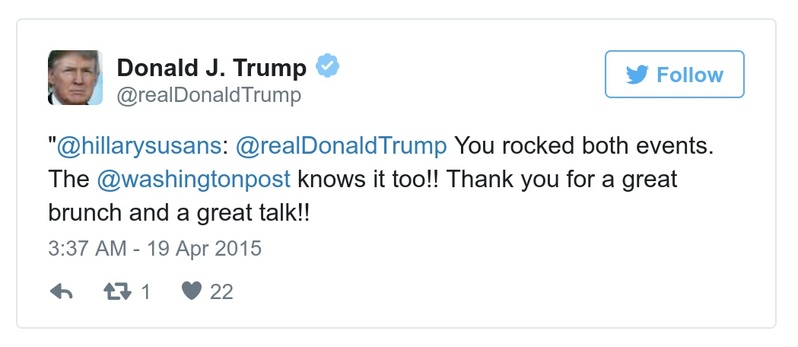 Donald J. Trump
@realDonaldTrump
Follow
"@hillarysusans: @realDonaldTrump You rocked both events.
The @washingtonpost knows it too!! Thank you for a great
brunch and a great talk!!
3:37 AM - 19 Apr 2015
1 22